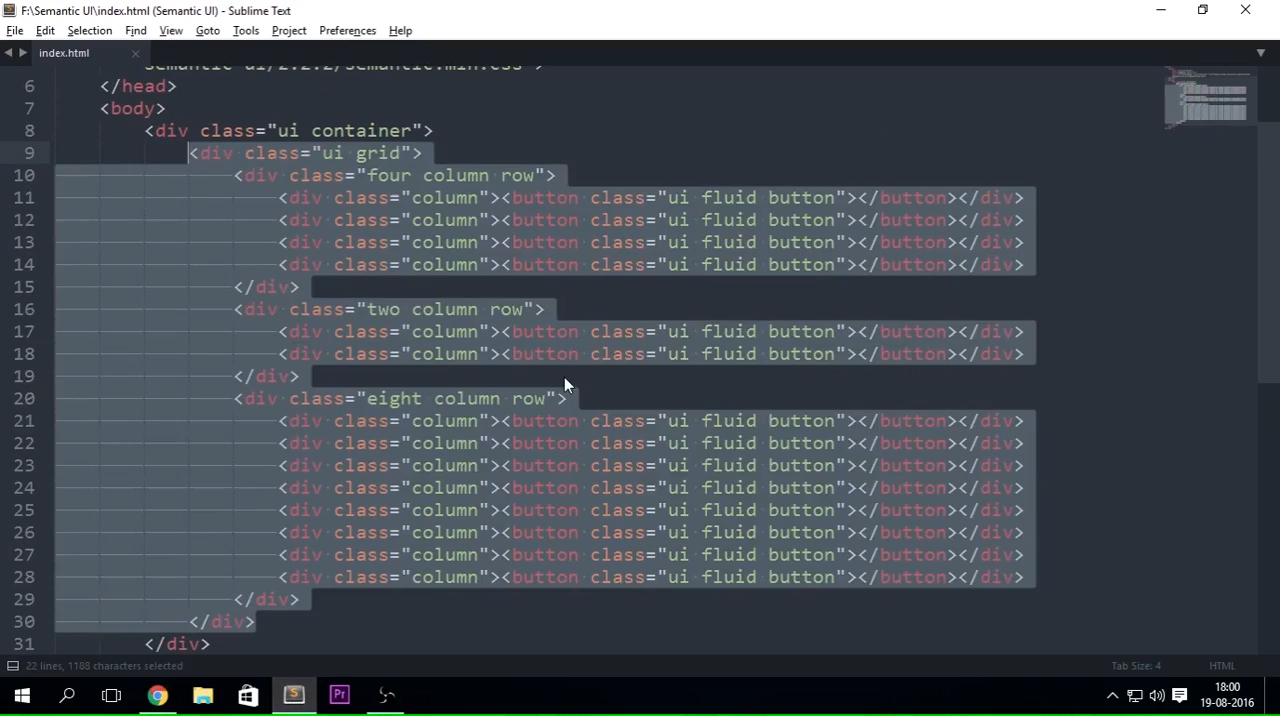 F:\Semantic UI\index.html (Semantic UI) - Sublime Text
File Edit Selection Find View Goto Tools Project Preferences Help
index.html
semantic-ui/2.2.2/semantic.min.css">
6 </head>
7 <body>
8 <div class="ui container">
9 <div class="ui grid">
10 <div class="four column row">
11 <div class="column"><button class="ui fluid button"></button></div>
12 <div class="column"><button class="ui fluid button"></button></div>
13 <div class="column"><button class="ui fluid button"></button></div>
14 <div class="column"><button class="ui fluid button"></button></div>
15 </div>
16 <div class="two column row">
17 <div class="column"><button class="ui fluid button"></button></div>
18 <div class="column"><button class="ui fluid button"></button></div>
19 </div>
20 <div class="eight column row">
21 <div class="column"><button class="ui fluid button"></button></div>
22 <div class="column"><button class="ui fluid button"></button></div>
23 <div class="column"><button class="ui fluid button"></button></div>
24 <div class="column"><button class="ui fluid button"></button></div>
25 <div class="column"><button class="ui fluid button"></button></div>
26 <div class="column"><button class="ui fluid button"></button></div>
27 <div class="column"><button class="ui fluid button"></button></div>
28 <div class="column"><button class="ui fluid button"></button></div>
29 </div>
30 </div>
31 </div>
22 lines, 1188 characters selected Tab Size: 4 HTML
S Pr 18:00
19-08-2016